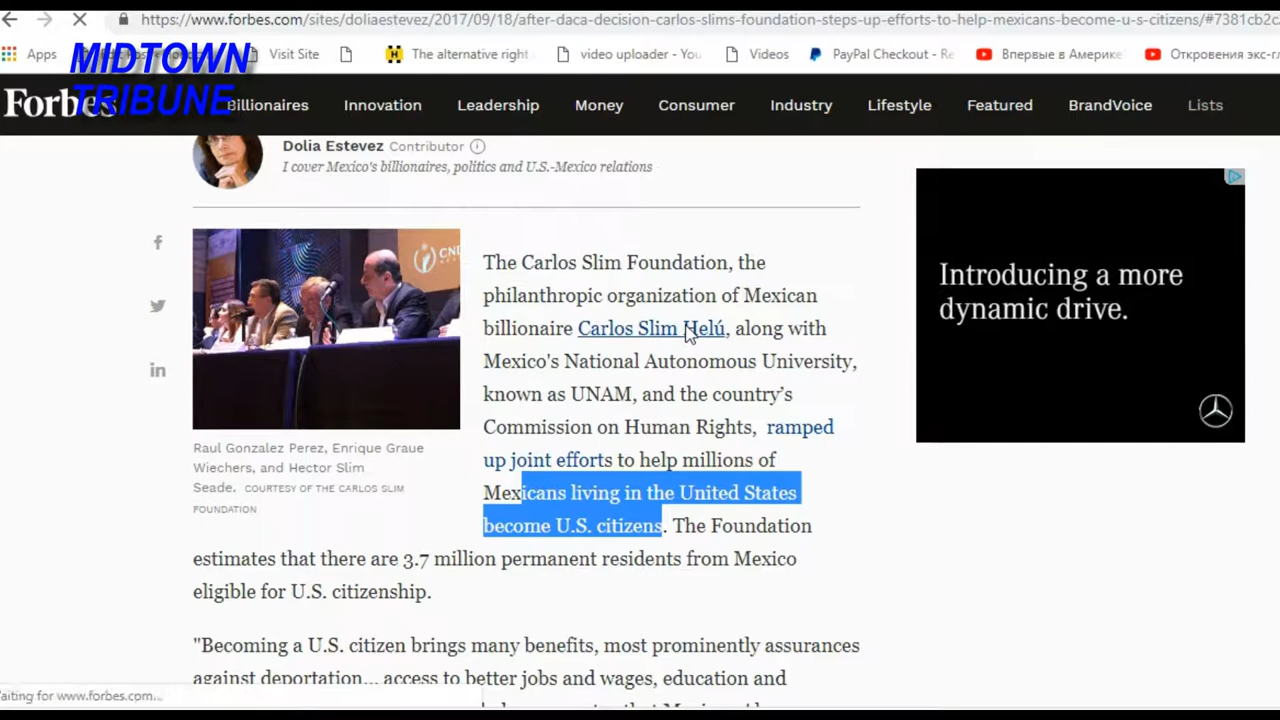 https://www.forbes.com/sites/doliaestevez/2017/09/18/after-daca-decision-carlos-slims-foundation-steps-up-efforts-to-help-mexicans-become-u-s-citizens/#7381cb2c
Apps Visit Site The alternative right video uploader - You Videos PayPal Checkout - Re Впервые в Америке Откровения экс-гл
MIDTOWN
TRIBUNE
Forbes Billionaires Innovation Leadership Money Consumer Industry Lifestyle Featured BrandVoice Lists
Dolia Estevez Contributor
I cover Mexico's billionaires, politics and U.S.-Mexico relations
The Carlos Slim Foundation, the
philanthropic organization of Mexican
billionaire Carlos Slim Helú, along with
Mexico's National Autonomous University,
known as UNAM, and the country's
Commission on Human Rights, ramped
up joint efforts to help millions of
Mexicans living in the United States
become U.S. citizens. The Foundation
estimates that there are 3.7 million permanent residents from Mexico
eligible for U.S. citizenship.
"Becoming a U.S. citizen brings many benefits, most prominently assurances
against deportation... access to better jobs and wages, education and
Raul Gonzalez Perez, Enrique Graue
Wiechers, and Hector Slim
Seade. COURTESY OF THE CARLOS SLIM
FOUNDATION
Introducing a more
dynamic drive.
aiting for www.forbes.com...